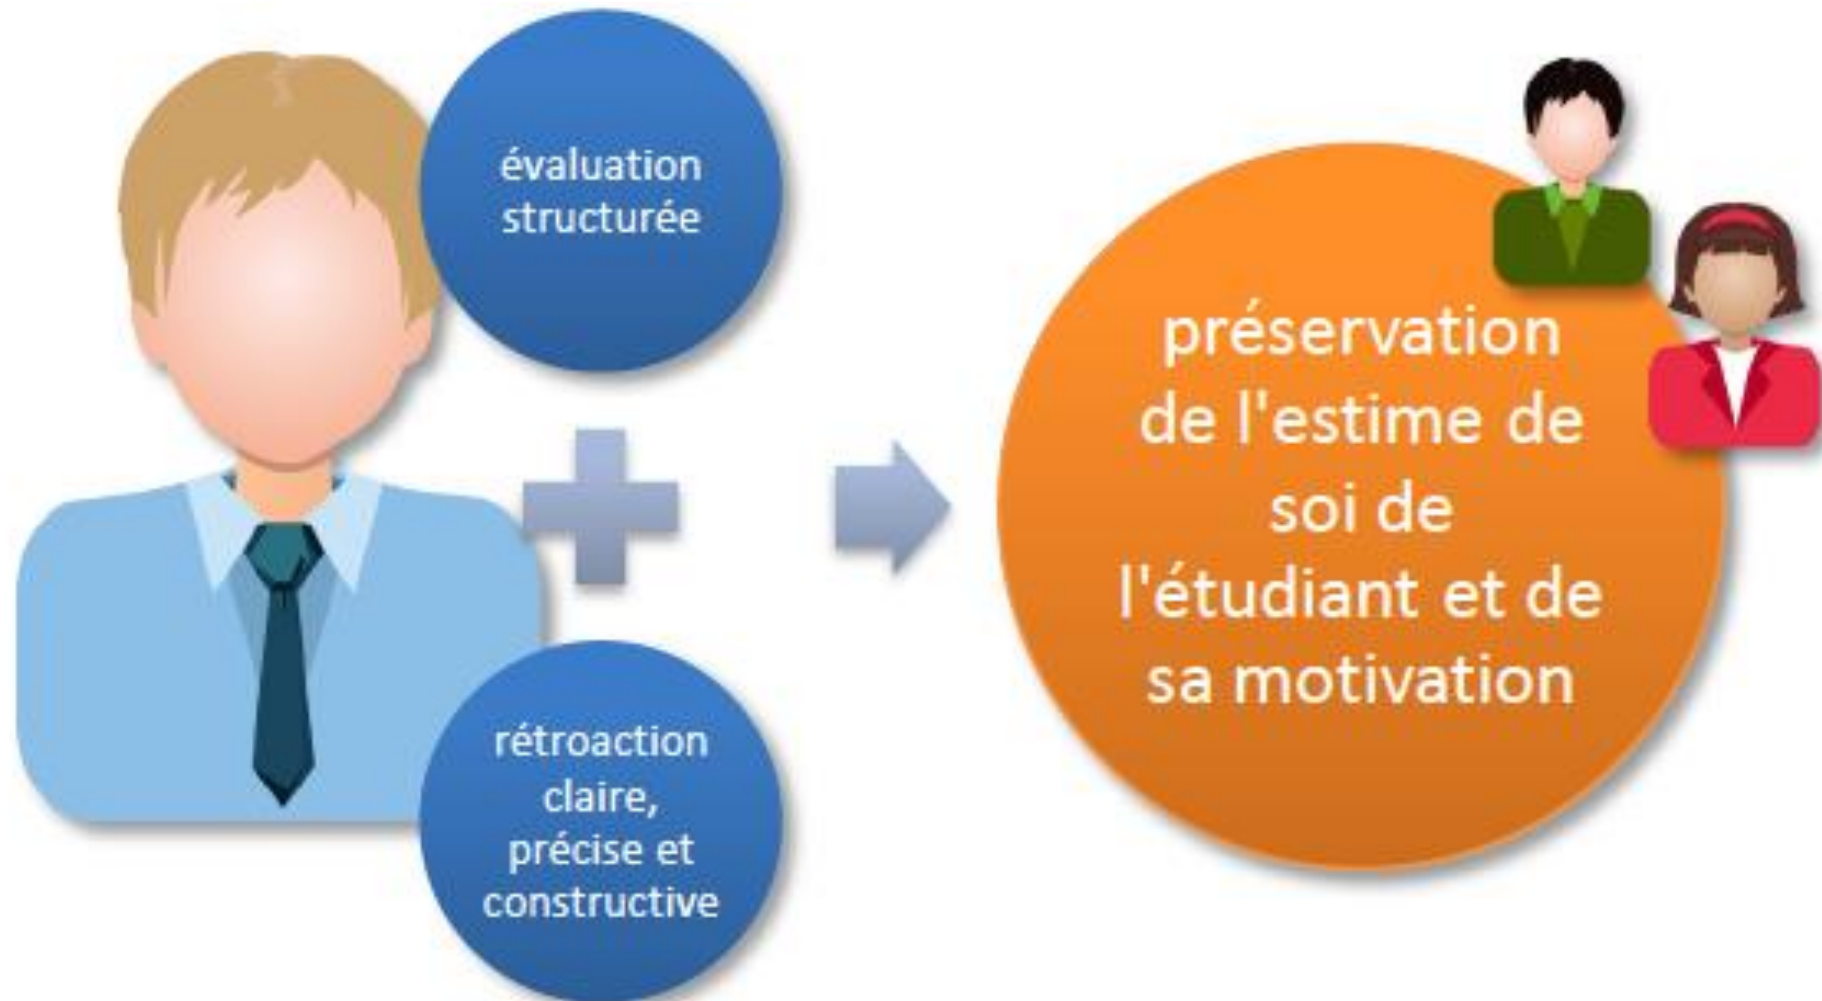 évaluation
structurée
rétroaction
claire,
précise et
constructive
préservation
de l'estime de
soi de
l'étudiant et de
sa motivation